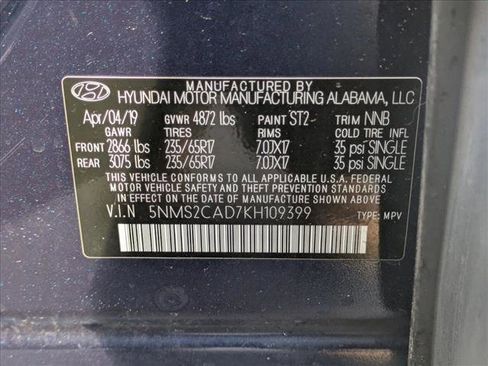 MANUFACTURED BY
HYUNDAI MOTOR MANUFACTURING ALABAMA, LLC
Apr/04/19 GVWR 4872 lbs PAINT ST2 TRIM NNB
GAWR TIRES RIMS COLD TIRE INFL
FRONT 2866 lbs 235/65R17 7.0JX17 35 psi SINGLE
REAR 3075 lbs 235/65R17 7.0JX17 35 psi SINGLE
THIS VEHICLE CONFORMS TO ALL APPLICABLE
U.S.A. FEDERAL MOTOR VEHICLE SAFETY
STANDARDS IN EFFECT ON THE DATE OF
MANUFACTURE SHOWN ABOVE.
V.I.N 5NMS2CAD7KH109399 TYPE: MPV